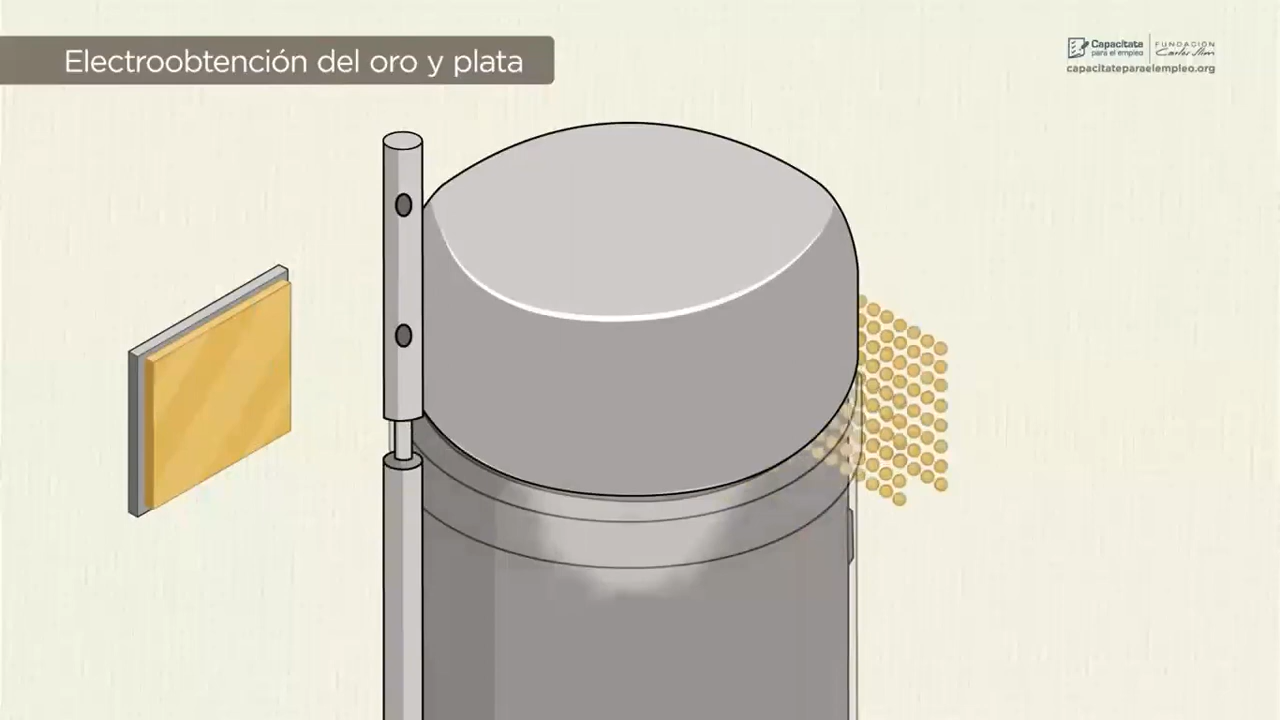 Electroobtención del oro y plata
Capacítate
para el empleo
FUNDACIÓN
Carlos Slim
capacitateparaelempleo.org